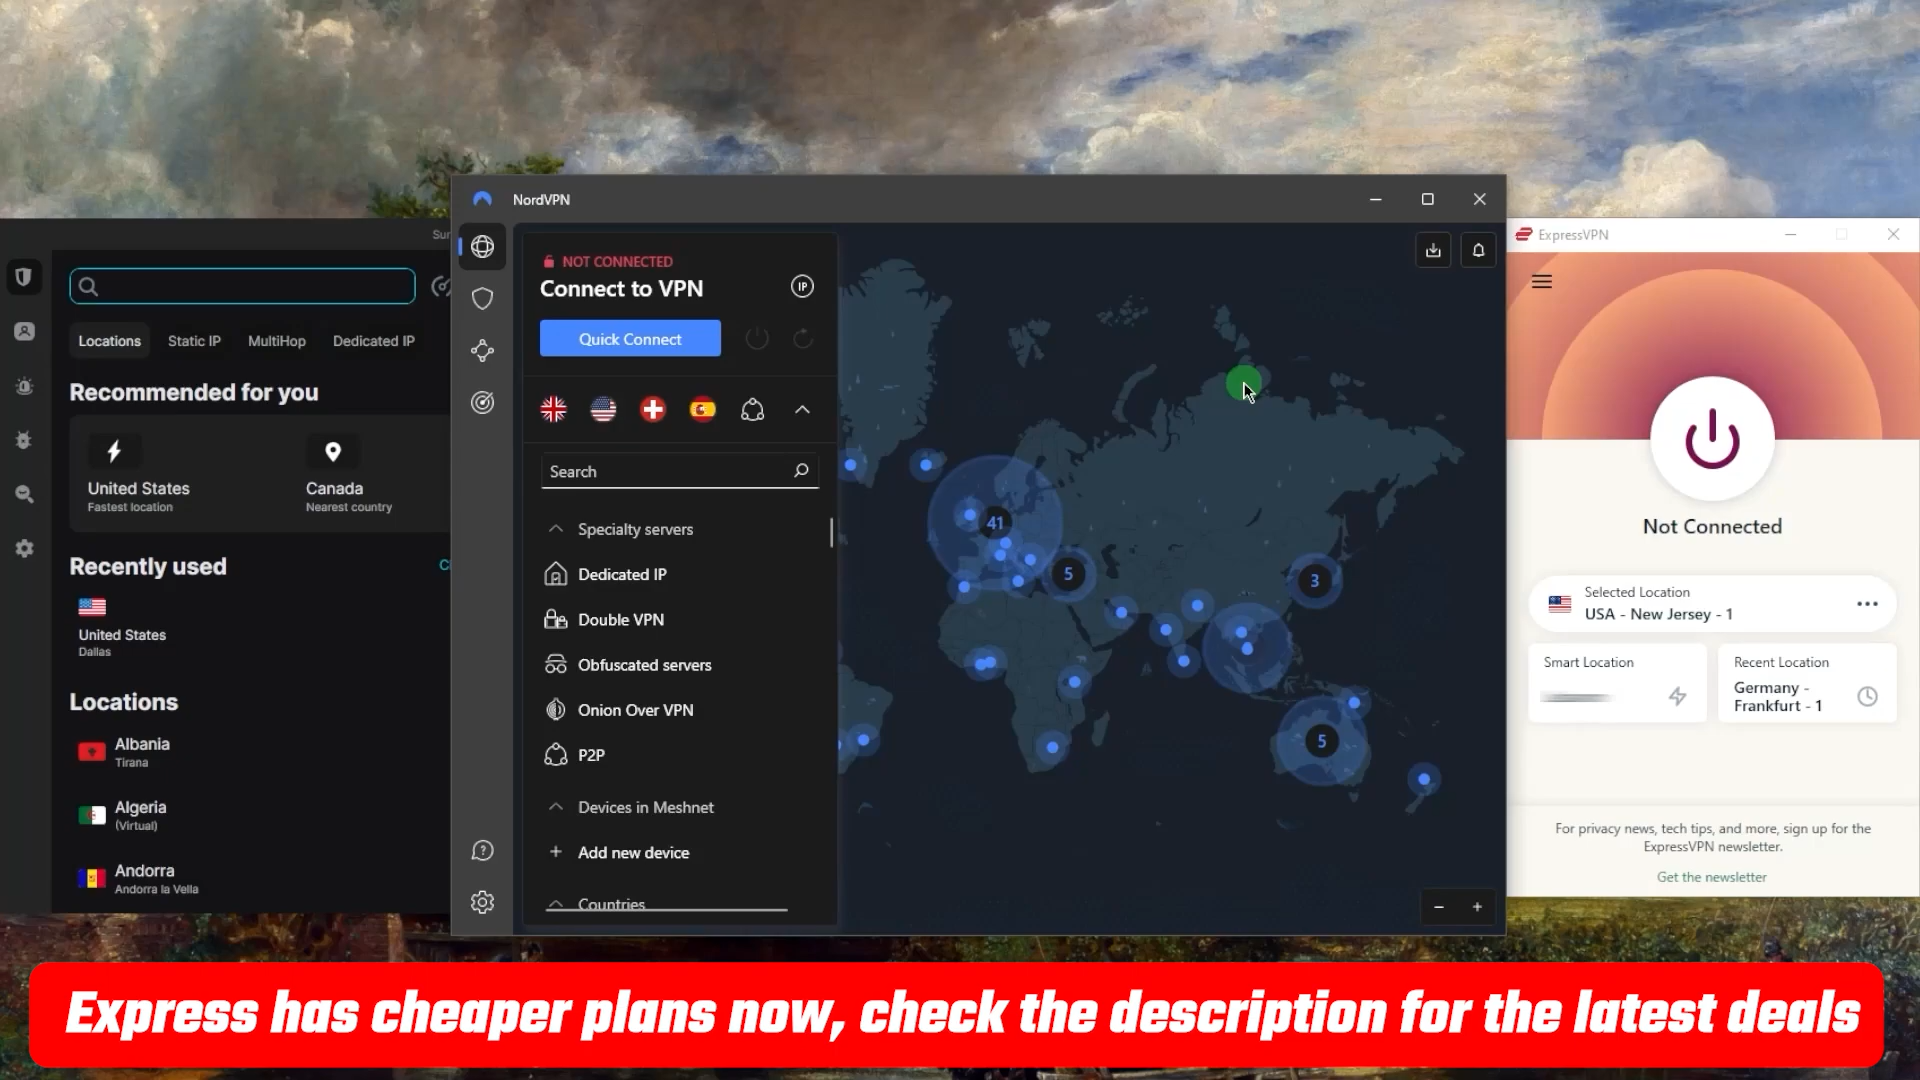 Sur
Locations
Static IP
MultiHop
Dedicated IP
Recommended for you
United States
Fastest location
Canada
Nearest country
Recently used
United States
Dallas
Locations
Albania
Tirana
Algeria
(Virtual)
Andorra
Andorra la Vella
NordVPN
NOT CONNECTED
Connect to VPN
IP
Quick Connect
Search
Specialty servers
Dedicated IP
Double VPN
Obfuscated servers
Onion Over VPN
P2P
Devices in Meshnet
Add new device
Countries
41
5
3
5
ExpressVPN
Not Connected
Selected Location
USA - New Jersey - 1
Smart Location
Recent Location
Germany -
Frankfurt - 1
For privacy news, tech tips, and more, sign up for the
ExpressVPN newsletter.
Get the newsletter
Express has cheaper plans now, check the description for the latest deals